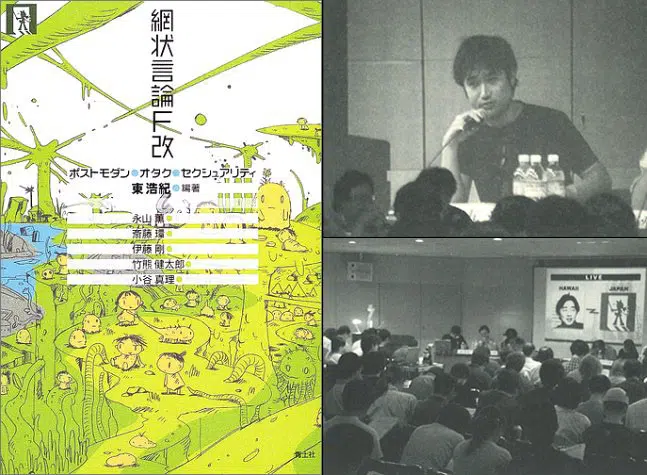 網状言論F改
ポストモダン●オタク●セクシュアリティ
東浩紀●編著
永山 薫●
斎藤 環●
伊藤 剛●
竹熊 健太郎●
小谷 真理●
青土社
LIVE
HAWAII
JAPAN